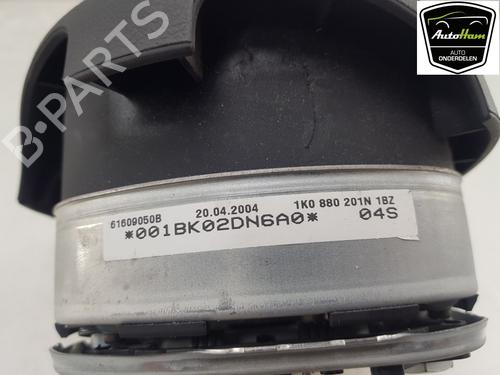 AutoHam
AUTO
ONDERDELEN
B-PARTS
61609050B 20.04.2004 1K0 880 201N 1BZ
*001BK02DN6A0* 04S